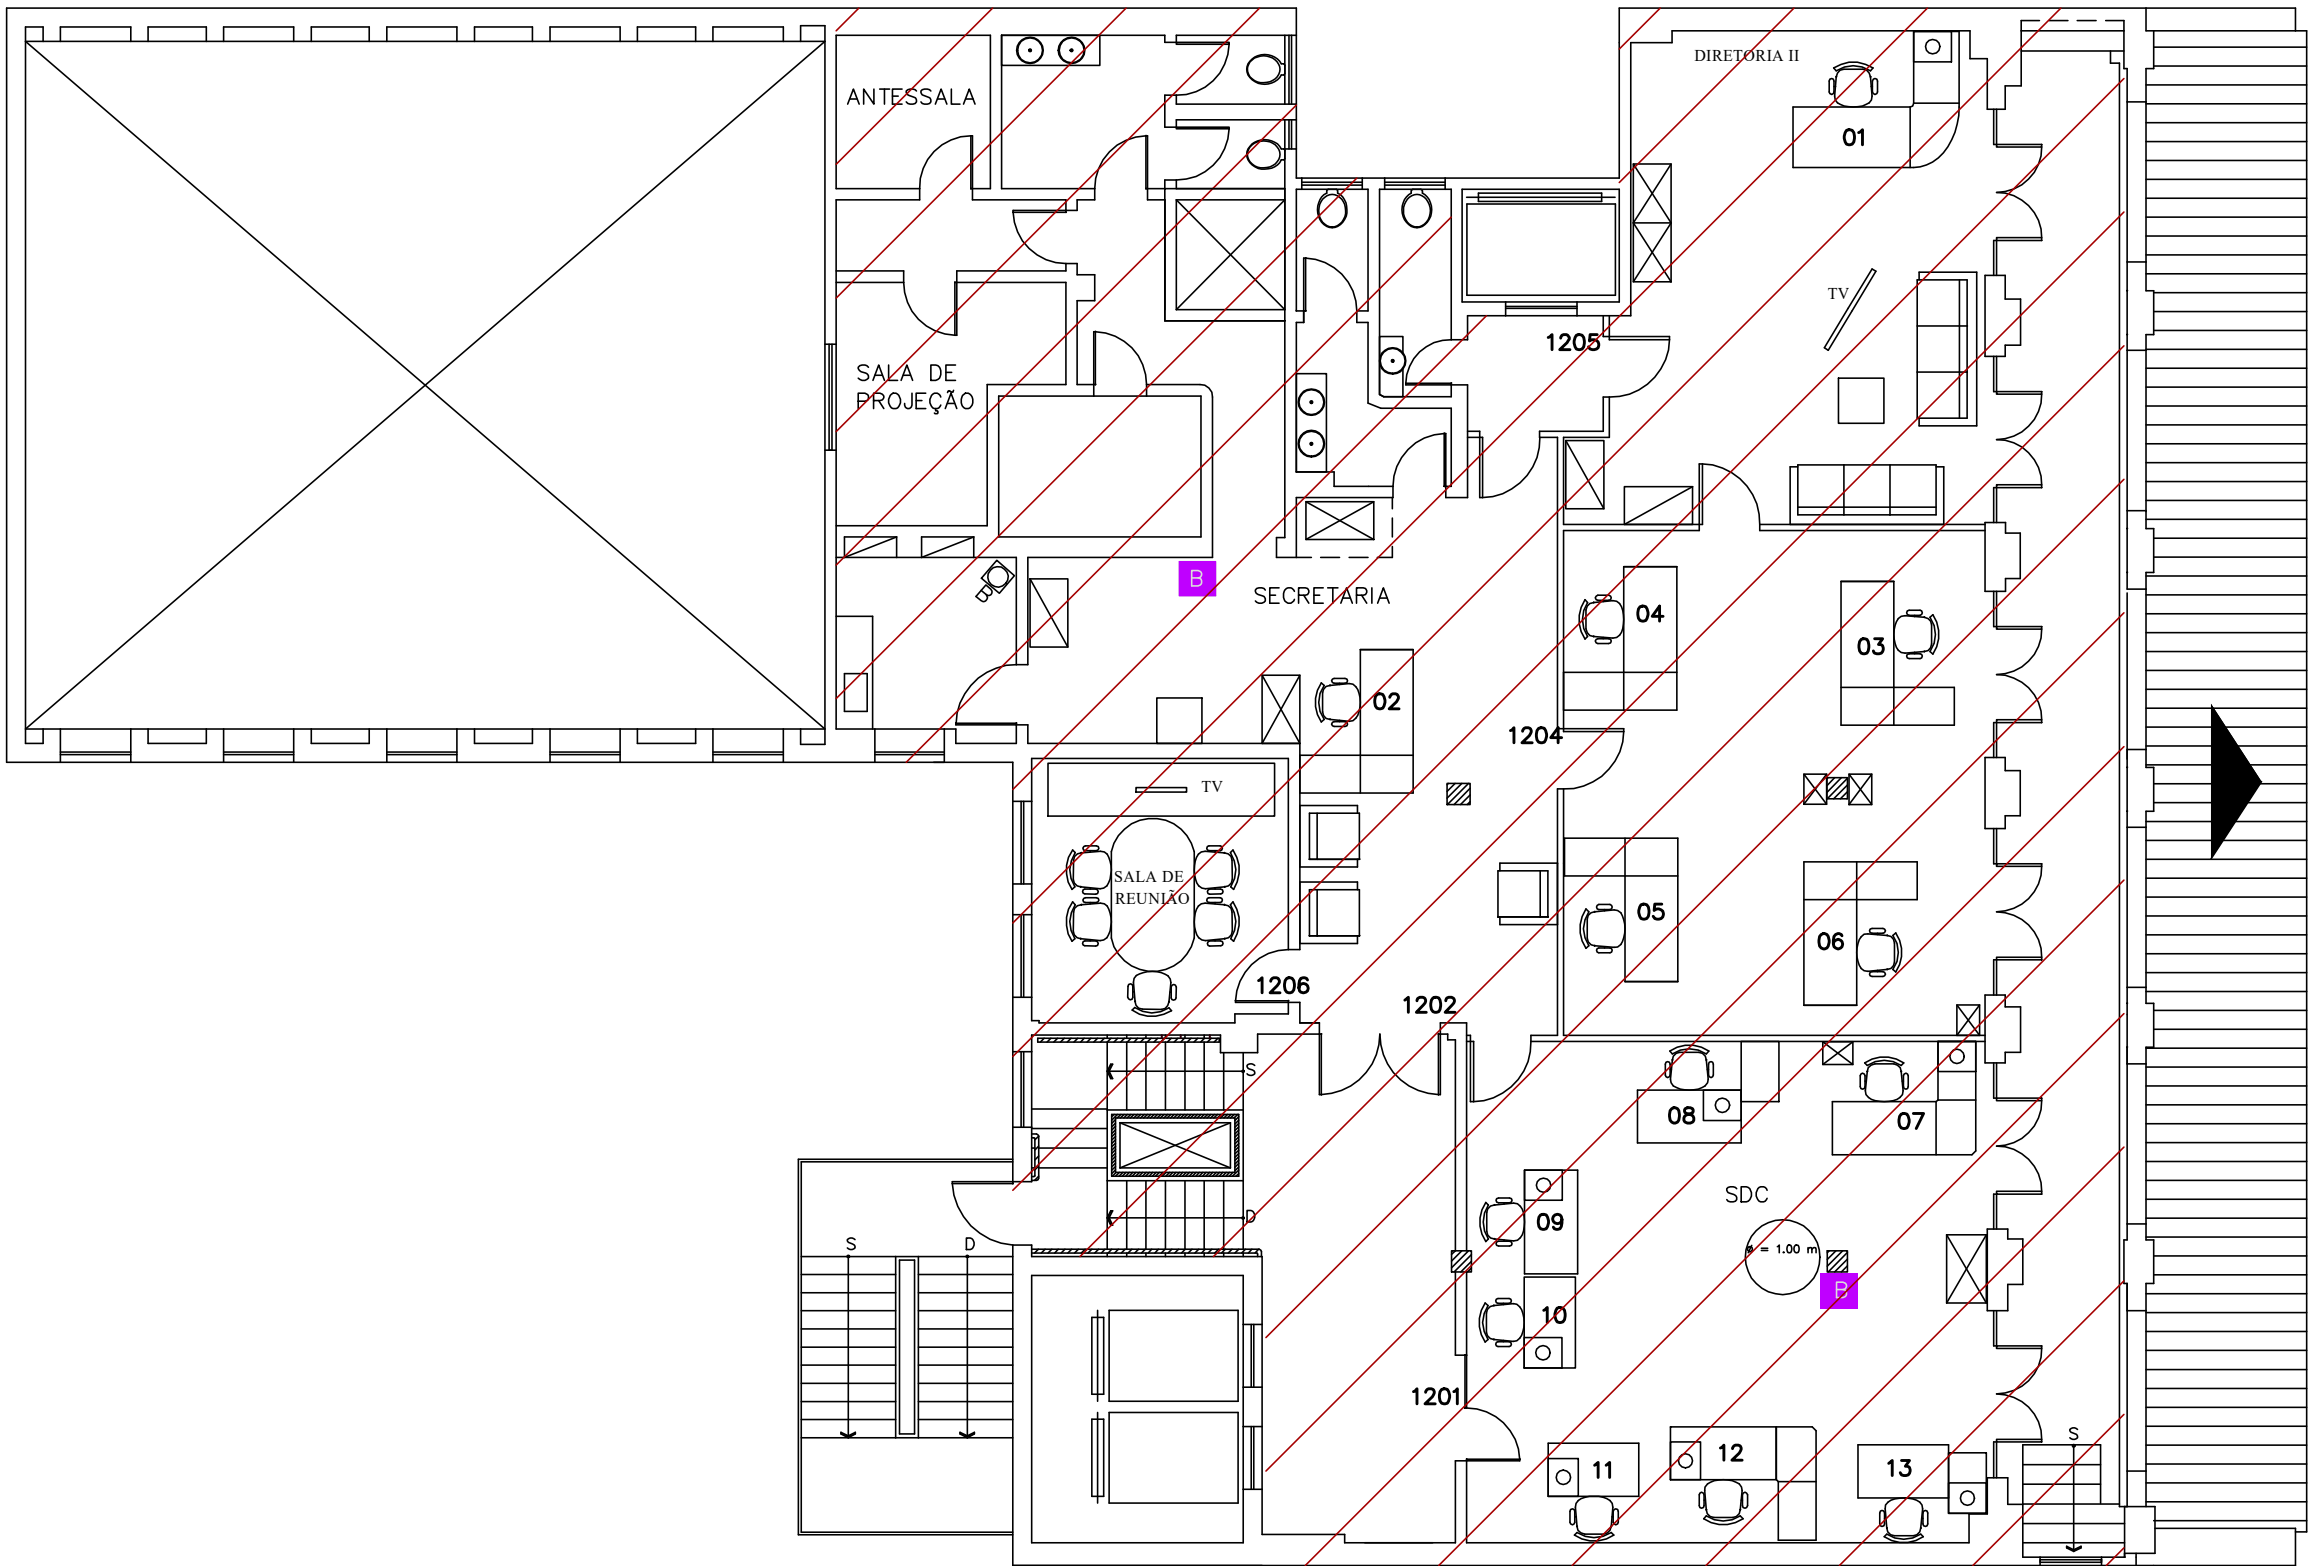 DIRETORIA II
ANTESSALA
01
TV
1205
SALA DE
PROJEÇÃO
B
B
SECRETARIA
04
03
02
1204
TV
SALA DE
REUNIÃO
05
06
1206
1202
S
08
07
SDC
09
D
S
D
= 1.00 m
B
10
1201
S
11
12
13